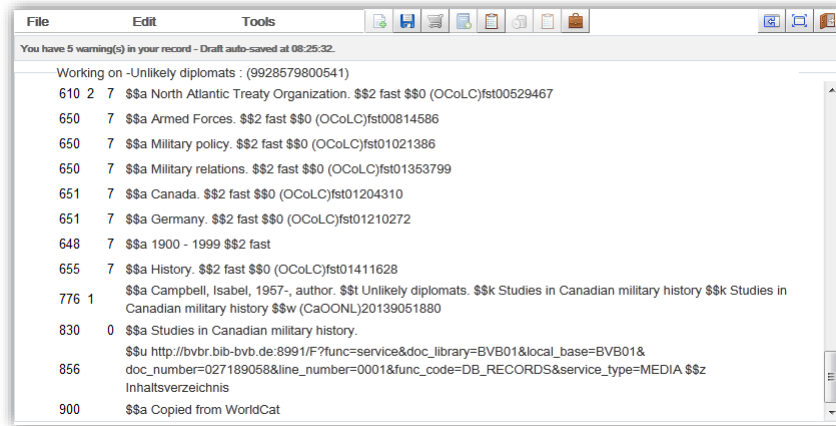 File Edit Tools
You have 5 warning(s) in your record - Draft auto-saved at 08:25:32.
Working on -Unlikely diplomats : (9928579800541)
610 2 7 $$a North Atlantic Treaty Organization. $$2 fast $$0 (OCoLC)fst00529467
650 7 $$a Armed Forces. $$2 fast $$0 (OCoLC)fst00814586
650 7 $$a Military policy. $$2 fast $$0 (OCoLC)fst01021386
650 7 $$a Military relations. $$2 fast $$0 (OCoLC)fst01353799
651 7 $$a Canada. $$2 fast $$0 (OCoLC)fst01204310
651 7 $$a Germany. $$2 fast $$0 (OCoLC)fst01210272
648 7 $$a 1900 - 1999 $$2 fast
655 7 $$a History. $$2 fast $$0 (OCoLC)fst01411628
776 1 $$a Campbell, Isabel, 1957-, author. $$t Unlikely diplomats. $$k Studies in Canadian military history $$k Studies in
Canadian military history $$w (CaOONL)20139051880
830 0 $$a Studies in Canadian military history.
$$u http://bvbr.bib-bvb.de:8991/F?func=service&doc_library=BVB01&local_base=BVB01&
856 doc_number=027189058&line_number=0001&func_code=DB_RECORDS&service_type=MEDIA $$z
Inhaltsverzeichnis
900 $$a Copied from WorldCat